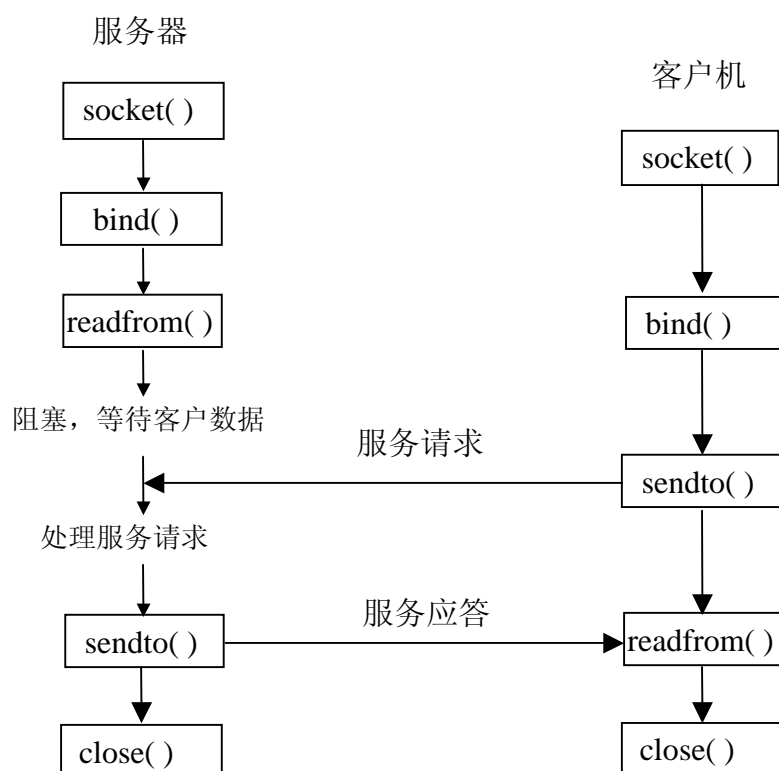 服务器
socket( )
bind( )
readfrom( )
阻塞，等待客户数据
处理服务请求
sendto( )
close( )
服务请求
服务应答
客户机
socket( )
bind( )
sendto( )
readfrom( )
close( )